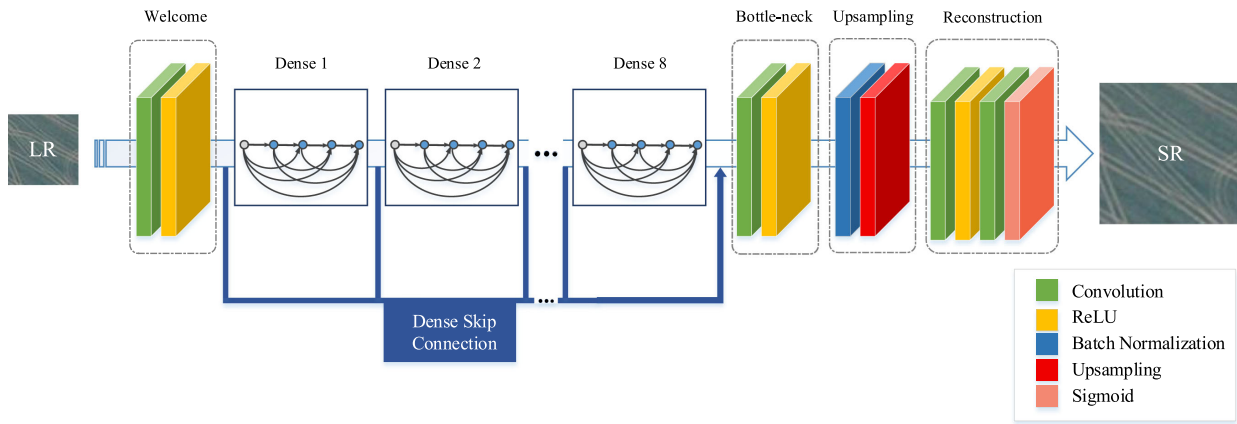 Welcome
Dense 1
Dense 2
Dense 8
Bottle-neck
Upsampling
Reconstruction
LR
SR
Dense Skip
Connection
Convolution
ReLU
Batch Normalization
Upsampling
Sigmoid